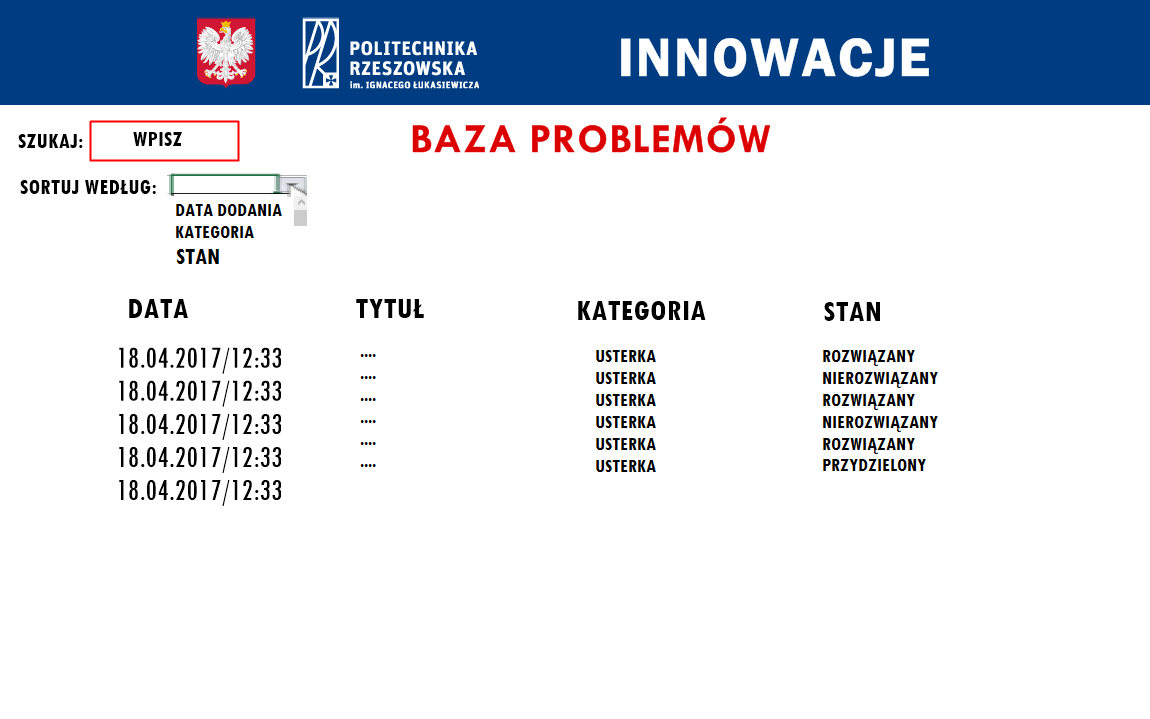 POLITECHNIKA
RZESZOWSKA
im. IGNACEGO ŁUKASIEWICZA
INNOWACJE
SZUKAJ: WPISZ
BAZA PROBLEMÓW
SORTUJ WEDŁUG:
DATA DODANIA
KATEGORIA
STAN
DATA TYTUŁ KATEGORIA STAN
18.04.2017/12:33 .... USTERKA ROZWIĄZANY
18.04.2017/12:33 .... USTERKA NIEROZWIĄZANY
18.04.2017/12:33 .... USTERKA ROZWIĄZANY
18.04.2017/12:33 .... USTERKA NIEROZWIĄZANY
18.04.2017/12:33 .... USTERKA ROZWIĄZANY
.... USTERKA PRZYDZIELONY